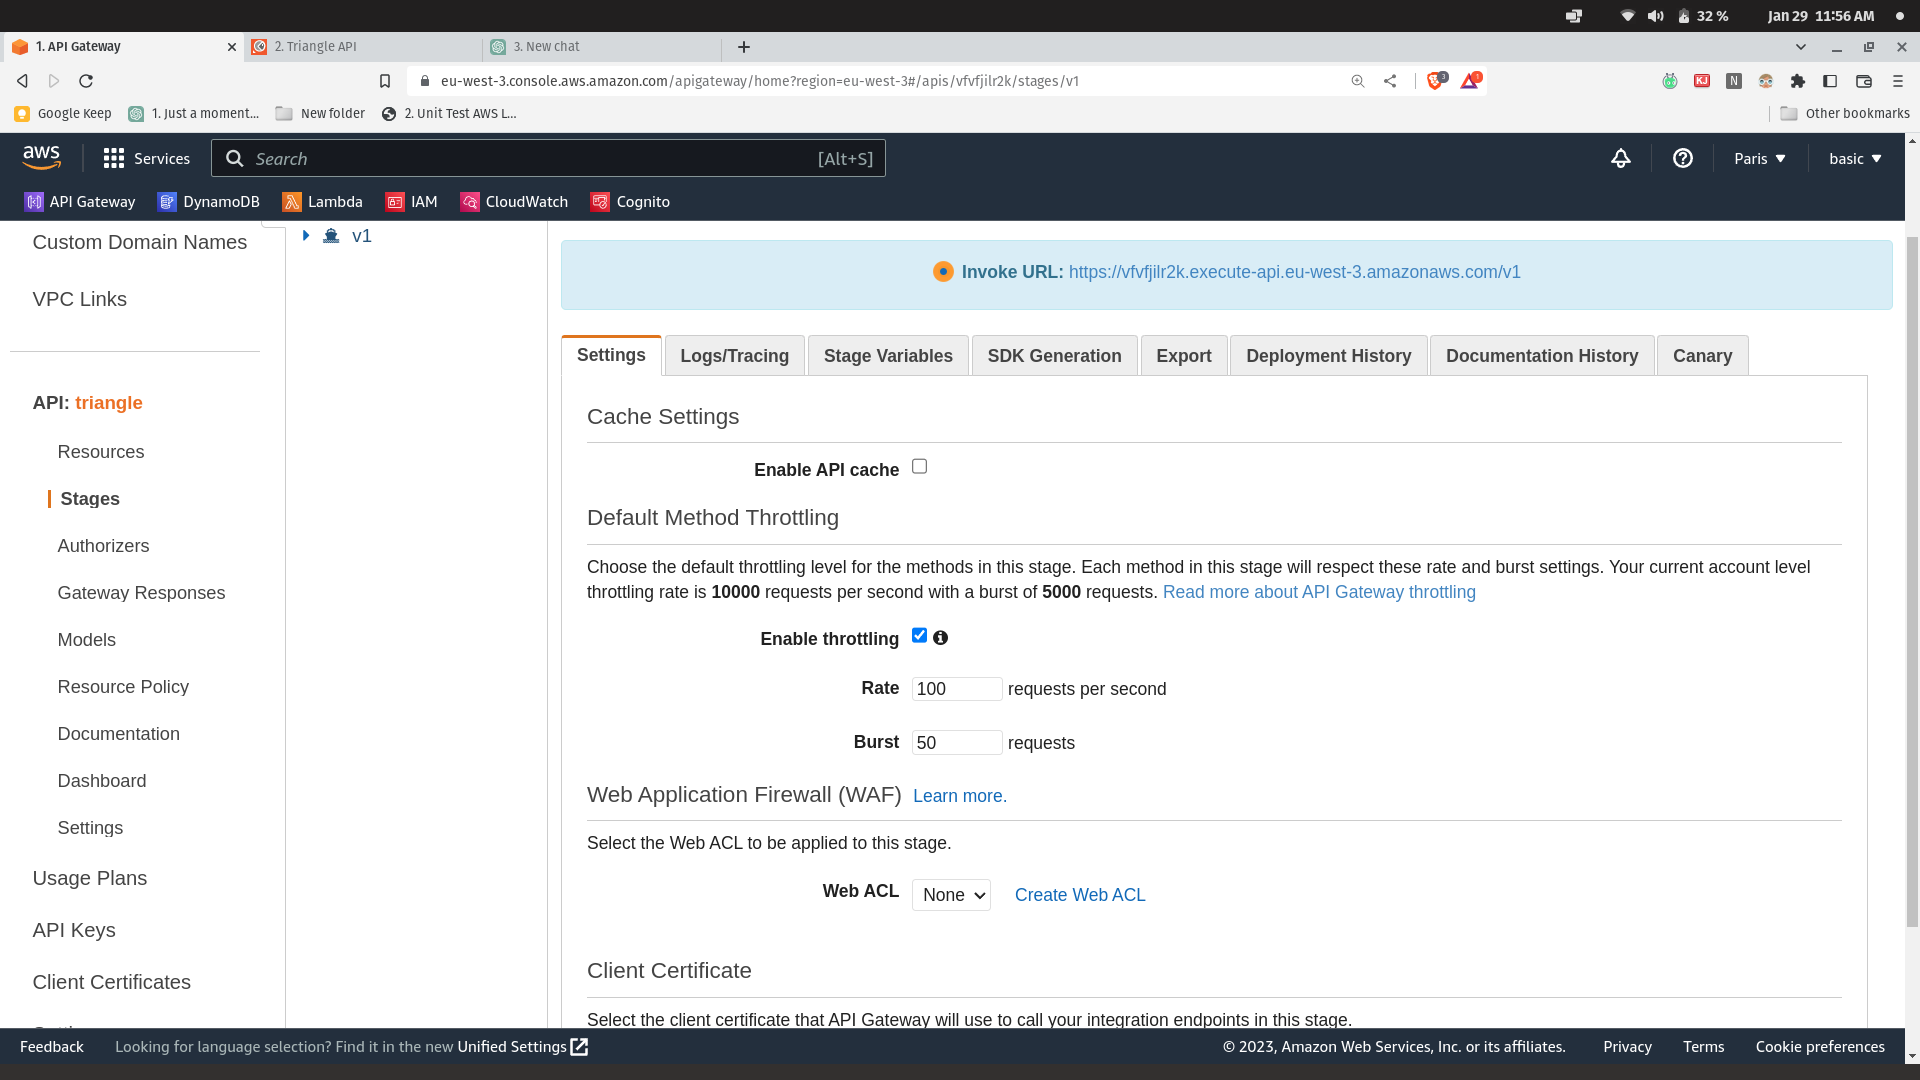 32 %
Jan 29 11:56 AM
1. API Gateway
2. Triangle API
3. New chat
eu-west-3.console.aws.amazon.com/apigateway/home?region=eu-west-3#/apis/vfvfjilr2k/stages/v1
3
1
KJ
N
Google Keep
1. Just a moment...
New folder
2. Unit Test AWS L...
Other bookmarks
aws
Services
Search
[Alt+S]
Paris
basic
API Gateway
DynamoDB
Lambda
IAM
CloudWatch
Cognito
Custom Domain Names
VPC Links
API: triangle
Resources
Stages
Authorizers
Gateway Responses
Models
Resource Policy
Documentation
Dashboard
Settings
Usage Plans
API Keys
Client Certificates
v1
Invoke URL: https://vfvfjilr2k.execute-api.eu-west-3.amazonaws.com/v1
Settings
Logs/Tracing
Stage Variables
SDK Generation
Export
Deployment History
Documentation History
Canary
Cache Settings
Enable API cache
Default Method Throttling
Choose the default throttling level for the methods in this stage. Each method in this stage will respect these rate and burst settings. Your current account level
throttling rate is 10000 requests per second with a burst of 5000 requests. Read more about API Gateway throttling
Enable throttling
Rate 100 requests per second
Burst 50 requests
Web Application Firewall (WAF) Learn more.
Select the Web ACL to be applied to this stage.
Web ACL None Create Web ACL
Client Certificate
Select the client certificate that API Gateway will use to call your integration endpoints in this stage.
Feedback
Looking for language selection? Find it in the new Unified Settings
© 2023, Amazon Web Services, Inc. or its affiliates.
Privacy
Terms
Cookie preferences